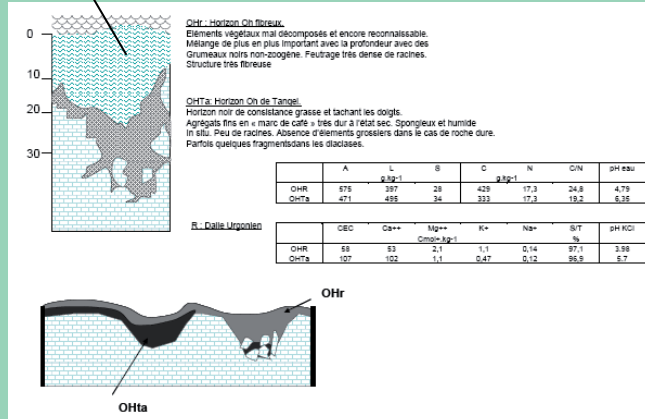 OHr : Horizon Oh fibreux.
Eléments végétaux mal décomposés et encore reconnaissable.
Mélange de plus en plus important avec la profondeur avec des
Grumeaux noirs non-zoogène. Feutrage très dense de racines.
Structure très fibreuse
0
10
20
30
OHTa: Horizon Oh de Tangel.
Horizon noir de consistance grasse et tachant les doigts.
Agrégats fins en « marc de café » très dur à l'état sec. Spongieux et humide
In situ. Peu de racines. Absence d'élements grossiers dans le cas de roche dure.
Parfois quelques fragmentsdans les diaclases.
A L S C N C/N pH eau
g.kg-1 g.kg-1
OHR 575 397 28 429 17,3 24,8 4,79
OHTa 471 495 34 333 17,3 19,2 6,35
R : Dalle Urgonien
CEC Ca++ Mg++ K+ Na+ S/T pH KCl
Cmol+.kg-1 %
OHR 58 53 2,1 1,1 0,14 97,1 3.98
OHTa 107 102 1,1 0,47 0,12 96,9 5.7
OHr
OHta